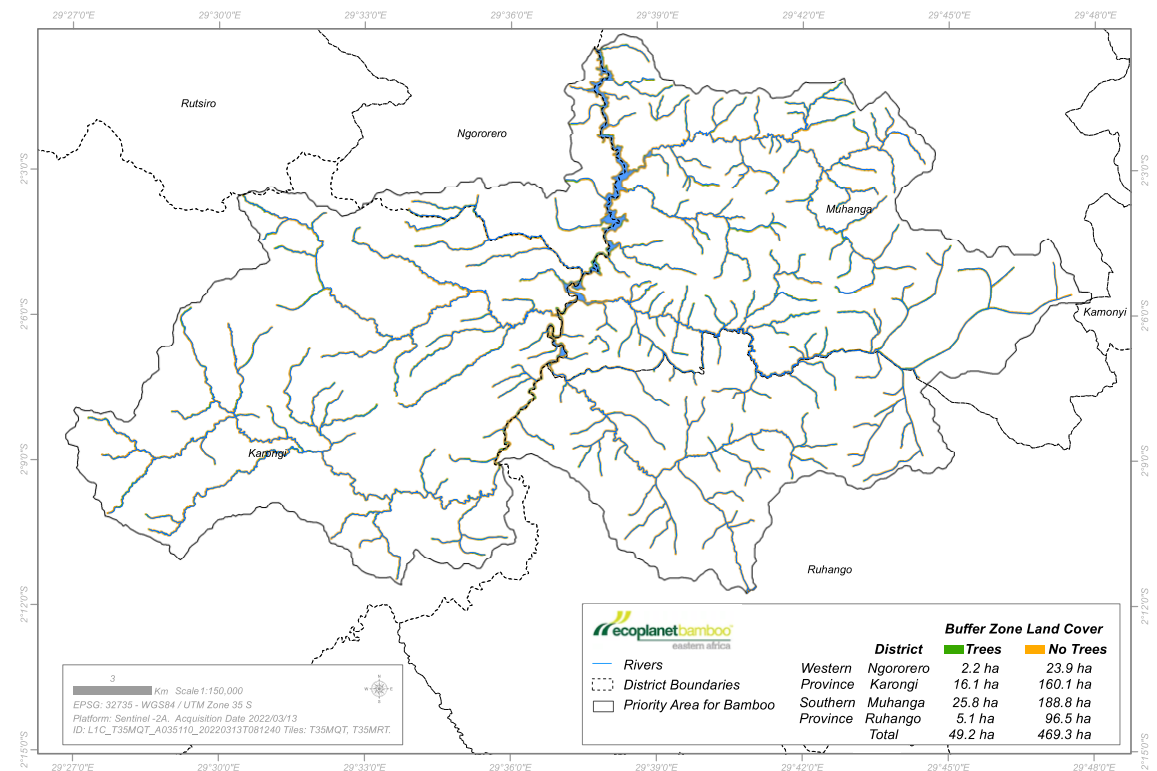 29°27'0"E 29°30'0"E 29°33'0"E 29°36'0"E 29°39'0"E 29°42'0"E 29°45'0"E 29°48'0"E
Rutsiro
Ngororero
2°3'0"S 2°3'0"S
Muhanga
2°6'0"S 2°6'0"S
Kamonyi
Karongi
2°9'0"S 2°9'0"S
Ruhango
2°12'0"S 2°12'0"S
ecoplanetbamboo™
eastern africa
Rivers
District Boundaries
Priority Area for Bamboo
Buffer Zone Land Cover
District Trees No Trees
Western Ngororero 2.2 ha 23.9 ha
Province Karongi 16.1 ha 160.1 ha
Southern Muhanga 25.8 ha 188.8 ha
Province Ruhango 5.1 ha 96.5 ha
Total 49.2 ha 469.3 ha
3
Km Scale1:150,000
EPSG: 32735 - WGS84 / UTM Zone 35 S
Platform: Sentinel -2A. Acquisition Date 2022/03/13
ID: L1C_T35MQT_A035110_20220313T081240 Tiles: T35MQT, T35MRT.
2°15'0"S 2°15'0"S
29°27'0"E 29°30'0"E 29°33'0"E 29°36'0"E 29°39'0"E 29°42'0"E 29°45'0"E 29°48'0"E